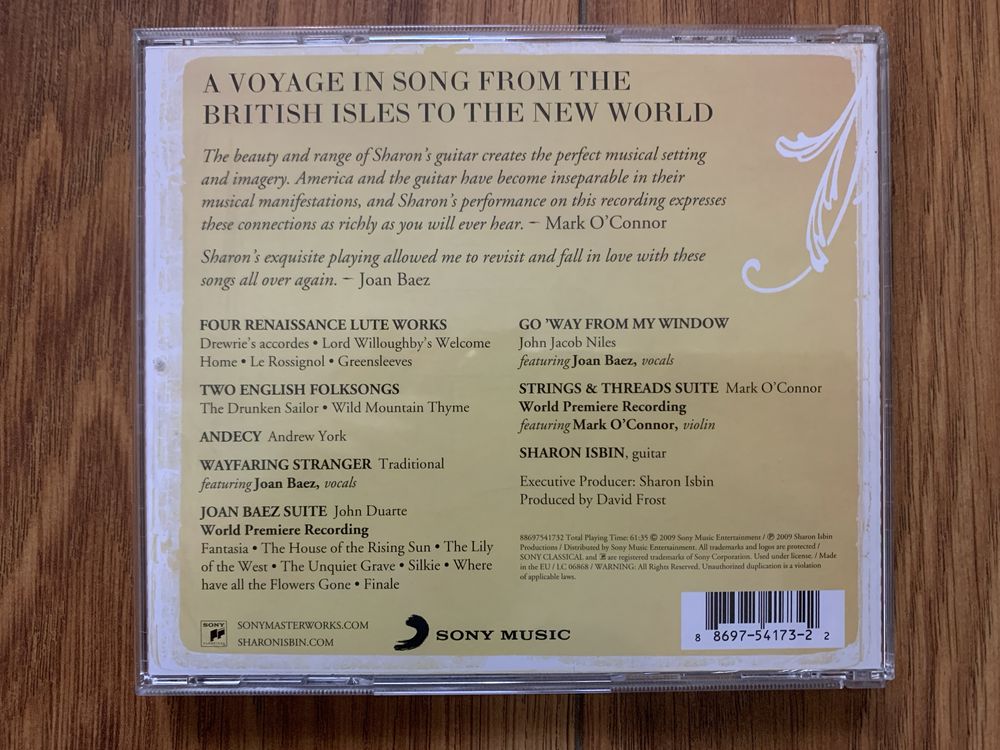 A VOYAGE IN SONG FROM THE
BRITISH ISLES TO THE NEW WORLD
The beauty and range of Sharon's guitar creates the perfect musical setting
and imagery. America and the guitar have become inseparable in their
musical manifestations, and Sharon's performance on this recording expresses
these connections as richly as you will ever hear. – Mark O'Connor
Sharon's exquisite playing allowed me to revisit and fall in love with these
songs all over again. – Joan Baez
FOUR RENAISSANCE LUTE WORKS
Drewrie's accordes • Lord Willoughby's Welcome
Home • Le Rossignol • Greensleeves
TWO ENGLISH FOLKSONGS
The Drunken Sailor • Wild Mountain Thyme
ANDECY Andrew York
WAYFARING STRANGER Traditional
featuring Joan Baez, vocals
JOAN BAEZ SUITE John Duarte
World Premiere Recording
Fantasia • The House of the Rising Sun • The Lily
of the West • The Unquiet Grave • Silkie • Where
have all the Flowers Gone • Finale
GO 'WAY FROM MY WINDOW
John Jacob Niles
featuring Joan Baez, vocals
STRINGS & THREADS SUITE Mark O'Connor
World Premiere Recording
featuring Mark O'Connor, violin
SHARON ISBIN, guitar
Executive Producer: Sharon Isbin
Produced by David Frost
88697541732 Total Playing Time: 61:35 © 2009 Sony Music Entertainment / ℗ 2009 Sharon Isbin
Productions / Distributed by Sony Music Entertainment. All trademarks and logos are protected /
SONY CLASSICAL and are registered trademarks of Sony Corporation. Used under license. / Made
in the EU / LC 06868 / WARNING: All Rights Reserved. Unauthorized duplication is a violation
of applicable laws.
SONY
SONYMASTERWORKS.COM
SHARONISBIN.COM
SONY MUSIC
8 8697-54173-2 2